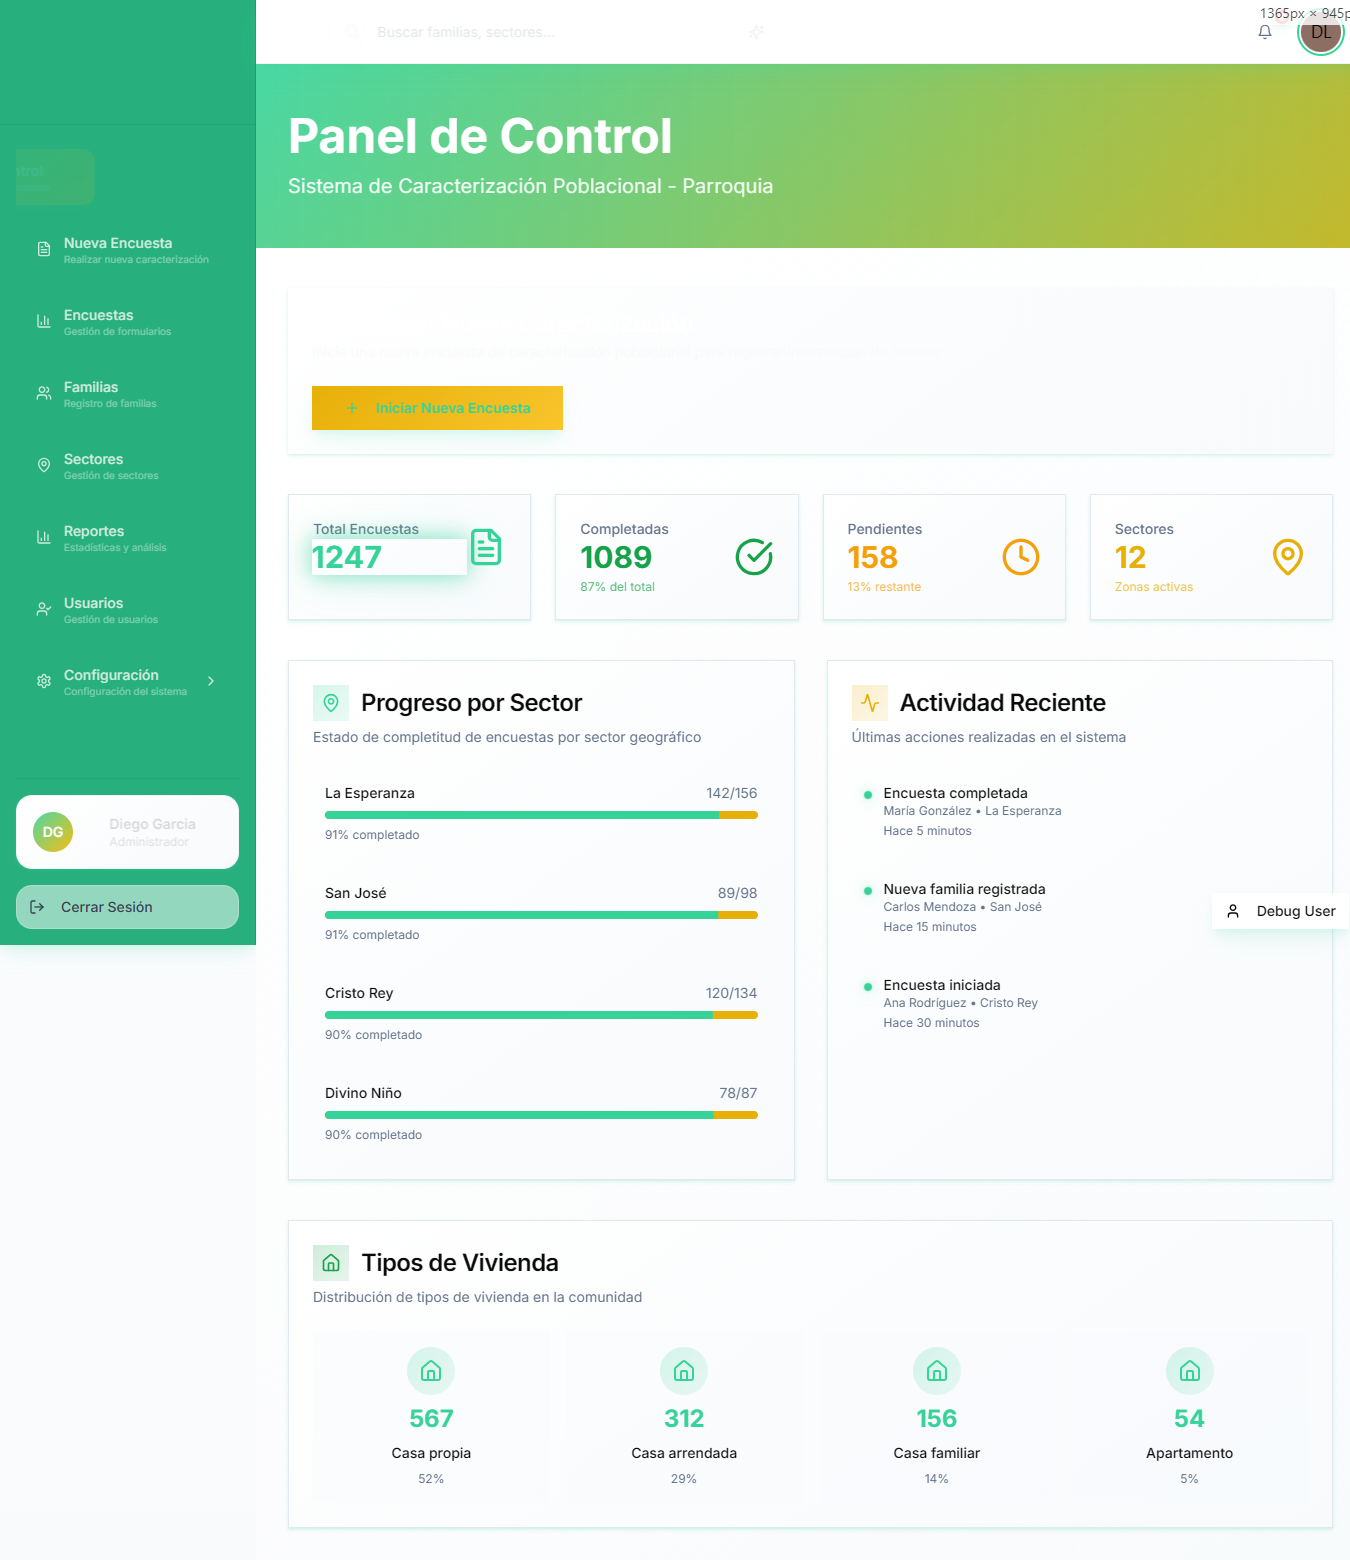 1365px × 945p
Buscar familias, sectores...
DL
Panel de Control
Sistema de Caracterización Poblacional - Parroquia
ntrol
Nueva Encuesta
Realizar nueva caracterización
Encuestas
Gestión de formularios
Familias
Registro de familias
Sectores
Gestión de sectores
Reportes
Estadísticas y análisis
Usuarios
Gestión de usuarios
Configuración
Configuración del sistema
DG
Diego Garcia
Administrador
Cerrar Sesión
Iniciar Nueva Encuesta
Total Encuestas
1247
Completadas
1089
87% del total
Pendientes
158
13% restante
Sectores
12
Zonas activas
Progreso por Sector
Estado de completitud de encuestas por sector geográfico
La Esperanza 142/156
91% completado
San José 89/98
91% completado
Cristo Rey 120/134
90% completado
Divino Niño 78/87
90% completado
Actividad Reciente
Últimas acciones realizadas en el sistema
Encuesta completada
María González • La Esperanza
Hace 5 minutos
Nueva familia registrada
Carlos Mendoza • San José
Hace 15 minutos
Encuesta iniciada
Ana Rodríguez • Cristo Rey
Hace 30 minutos
Debug User
Tipos de Vivienda
Distribución de tipos de vivienda en la comunidad
567
Casa propia
52%
312
Casa arrendada
29%
156
Casa familiar
14%
54
Apartamento
5%